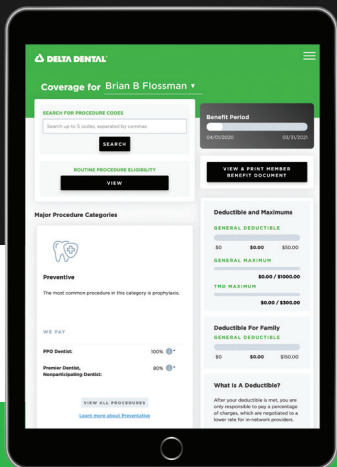 DELTA DENTAL
Coverage for Brian B Flossman
SEARCH FOR PROCEDURE CODES
Search up to 5 codes, separated by commas
SEARCH
ROUTINE PROCEDURE ELIGIBILITY
VIEW
Major Procedure Categories
Preventive
The most common procedure in this category is prophylaxis.
WE PAY
PPO Dentist: 100%
Premier Dentist,
Nonparticipating Dentist: 80%
VIEW ALL PROCEDURES
Learn more about Preventative
Benefit Period
04/01/2020 03/31/2021
VIEW & PRINT MEMBER
BENEFIT DOCUMENT
Deductible and Maximums
GENERAL DEDUCTIBLE
$0 $0.00 $50.00
GENERAL MAXIMUM
$0.00 / $1000.00
TMD MAXIMUM
$0.00 / $300.00
Deductible For Family
GENERAL DEDUCTIBLE
$0 $0.00 $150.00
What Is A Deductible?
After your deductible is met, you are
only responsible to pay a percentage
of charges, which are negotiated to a
lower rate for in-network providers.